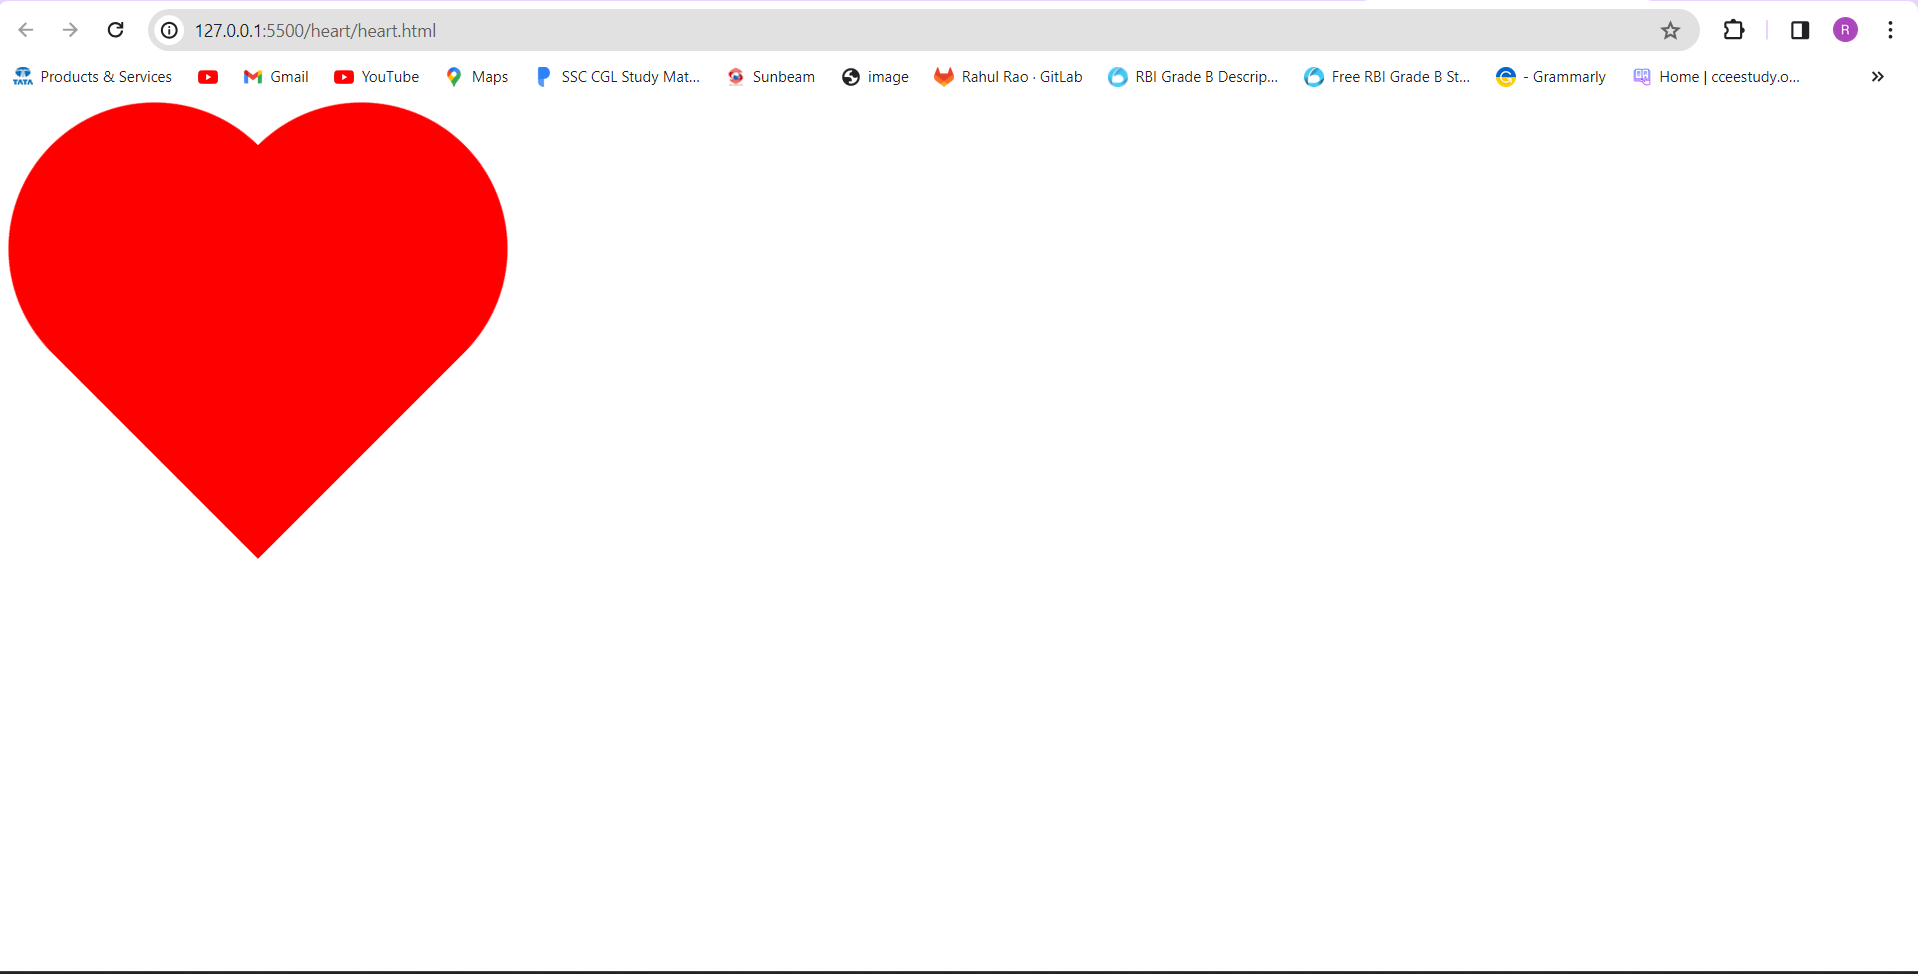 127.0.0.1:5500/heart/heart.html
R
TATA Products & Services Gmail YouTube Maps SSC CGL Study Mat... Sunbeam image Rahul Rao · GitLab RBI Grade B Descrip... Free RBI Grade B St... - Grammarly Home | cceestudy.o...